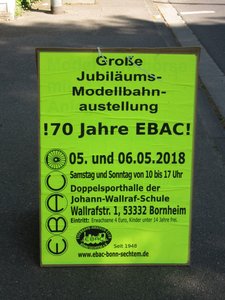 Große
Jubiläums-
Modellbahn-
austellung
!70 Jahre EBAC!
EBAC
05. und 06.05.2018
Samstag und Sonntag von 10 bis 17 Uhr
Doppelsporthalle der
Johann-Wallraf-Schule
Wallrafstr. 1, 53332 Bornheim
Eintritt: Erwachsene 4 Euro, Kinder unter 14 Jahre frei.
EBAC
Seit 1948
www.ebac-bonn-sechtem.de